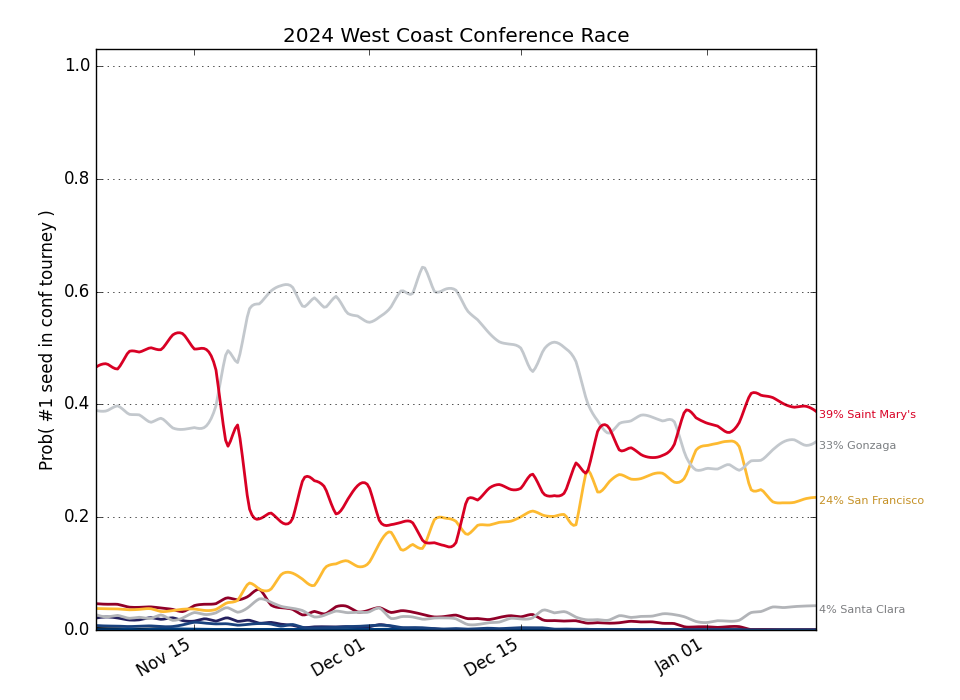 2024 West Coast Conference Race
Prob( #1 seed in conf tourney )
1.0
0.8
0.6
0.4
0.2
0.0
39% Saint Mary's
33% Gonzaga
24% San Francisco
4% Santa Clara
Nov 15
Dec 01
Dec 15
Jan 01